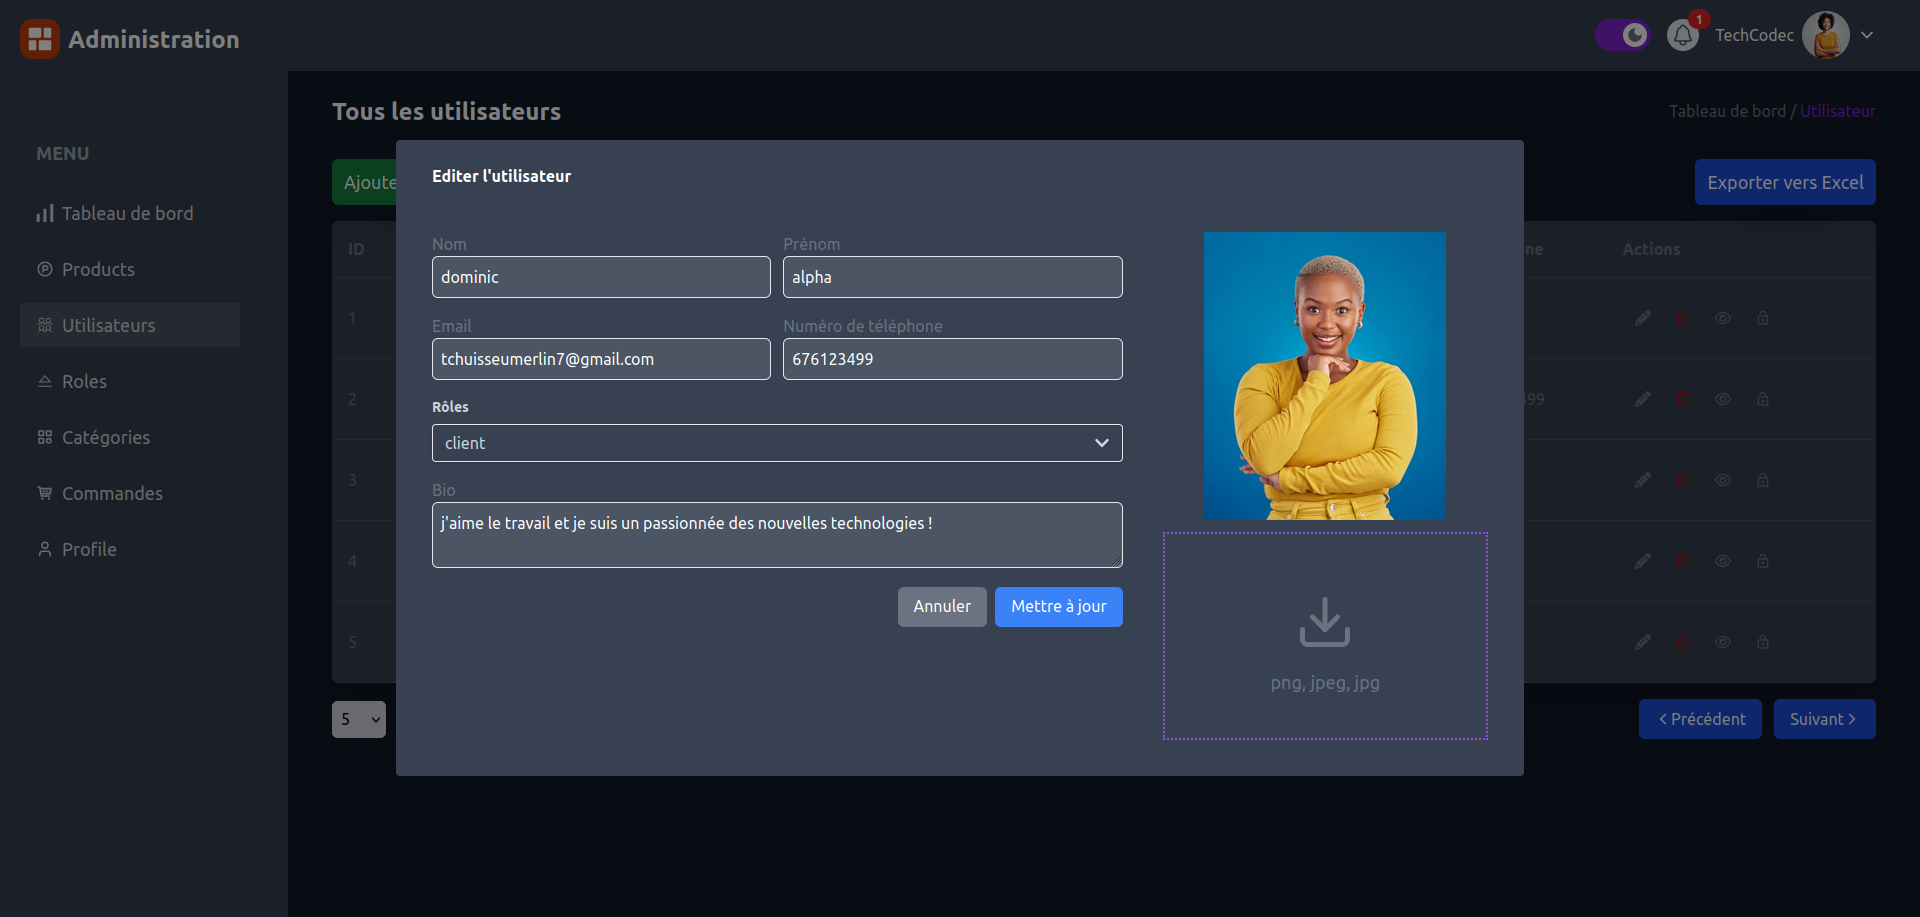 Administration
1
TechCodec
MENU
Tableau de bord
Products
Utilisateurs
Roles
Catégories
Commandes
Profile
Tous les utilisateurs
Tableau de bord / Utilisateur
Ajoute
Exporter vers Excel
ID
ne
Actions
1
2
499
3
4
5
Editer l'utilisateur
Nom
Prénom
dominic
alpha
Email
Numéro de téléphone
tchuisseumerlin7@gmail.com
676123499
Rôles
client
Bio
j'aime le travail et je suis un passionnée des nouvelles technologies !
Annuler
Mettre à jour
png, jpeg, jpg
5
Précédent
Suivant